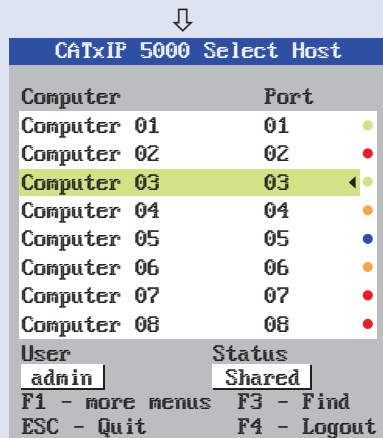 CATxIP 5000 Select Host
Computer Port
Computer 01 01
Computer 02 02
Computer 03 03
Computer 04 04
Computer 05 05
Computer 06 06
Computer 07 07
Computer 08 08
User Status
admin Shared
F1 - more menus F3 - Find
ESC - Quit F4 - Logout